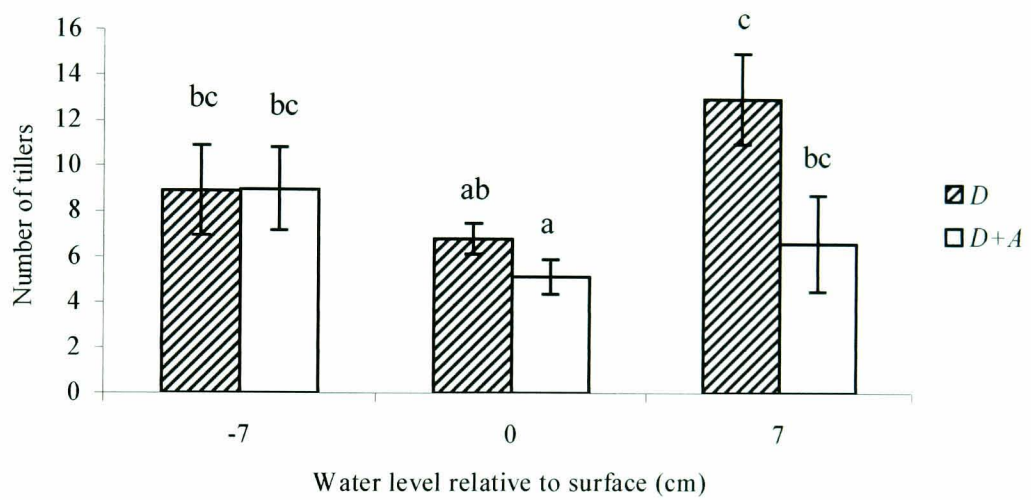 16
14
12
10
8
6
4
2
0
Number of tillers
bc
bc
ab
a
c
bc
D
D+A
-7
0
7
Water level relative to surface (cm)